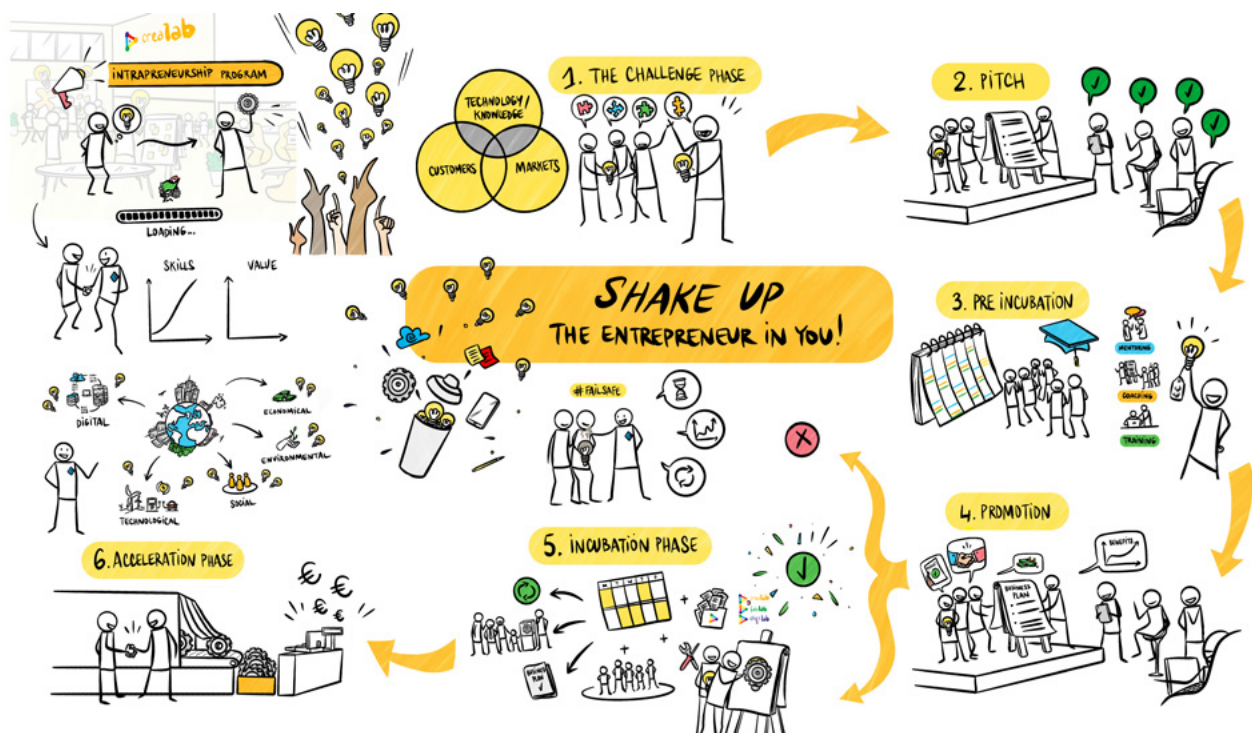 crealab
INTRAPRENEURSHIP PROGRAM
LOADING...
SKILLS
VALUE
DIGITAL
ECONOMICAL
ENVIRONMENTAL
SOCIAL
TECHNOLOGICAL
TECHNOLOGY/
KNOWLEDGE
CUSTOMERS
MARKETS
1. THE CHALLENGE PHASE
2. PITCH
SHAKE UP
THE ENTREPRENEUR IN YOU!
#FAILSAFE
3. PRE INCUBATION
MENTORING
COACHING
TRAINING
4. PROMOTION
BENEFITS
BUSINESS
PLAN
5. INCUBATION PHASE
M T W T F
+
+
+
crealab
BUSINESS
PLAN
6. ACCELERATION PHASE
€
€
€
€